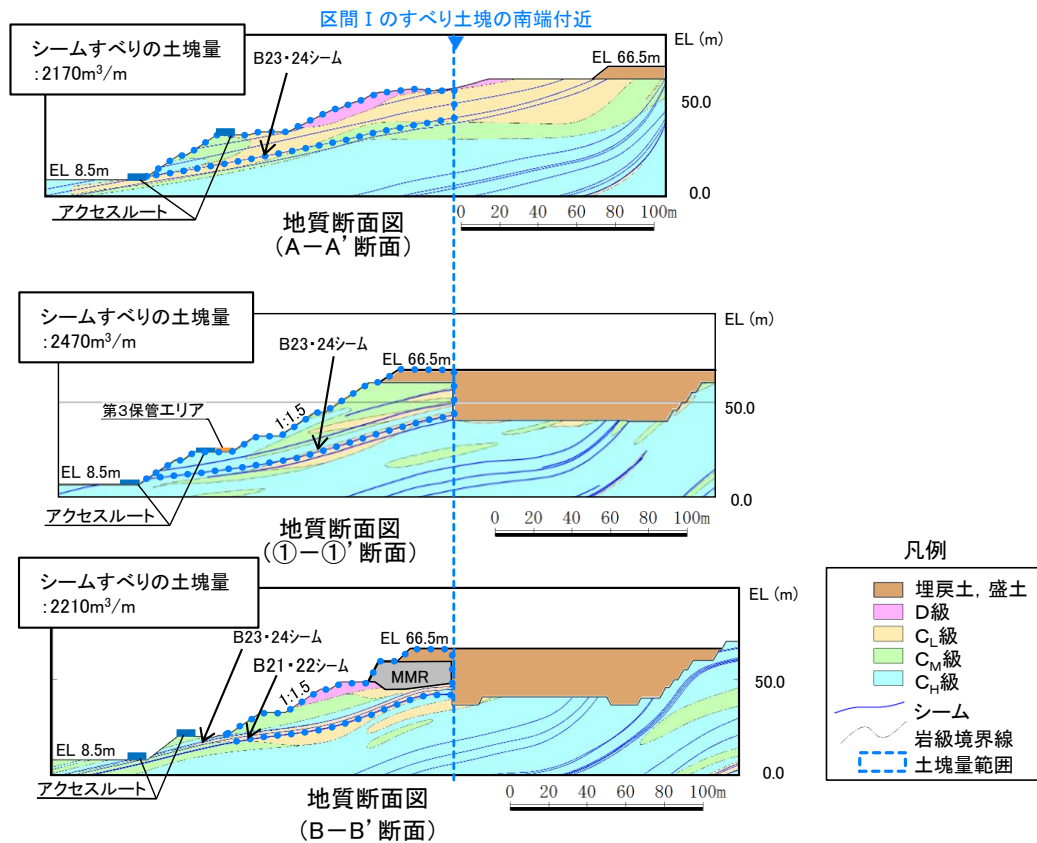 区間Ⅰのすべり土塊の南端付近
シームすべりの土塊量
:2170m³/m
B23・24シーム
EL 66.5m
EL (m)
50.0
0.0
EL 8.5m
アクセスルート
地質断面図
(A－A’断面)
0 20 40 60 80 100m
シームすべりの土塊量
:2470m³/m
B23・24シーム
EL 66.5m
EL (m)
第3保管エリア
1:1.5
50.0
0.0
EL 8.5m
アクセスルート
地質断面図
(①－①’断面)
0 20 40 60 80 100m
シームすべりの土塊量
:2210m³/m
B23・24シーム
B21・22シーム
EL 66.5m
EL (m)
1:1.5
MMR
50.0
0.0
EL 8.5m
アクセスルート
地質断面図
(B－B’断面)
0 20 40 60 80 100m
凡例
埋戻土，盛土
D級
CL級
CM級
CH級
シーム
岩級境界線
土塊量範囲